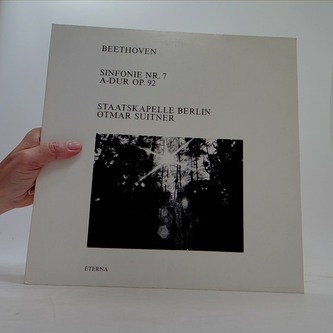 BEETHOVEN
SINFONIE NR. 7
A-DUR OP. 92
STAATSKAPELLE BERLIN
OTMAR SUITNER
ETERNA